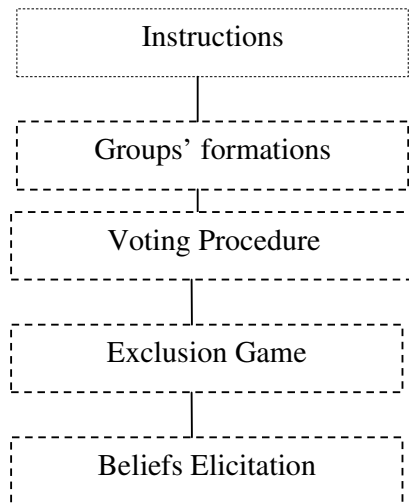 Instructions
Groups’ formations
Voting Procedure
Exclusion Game
Beliefs Elicitation